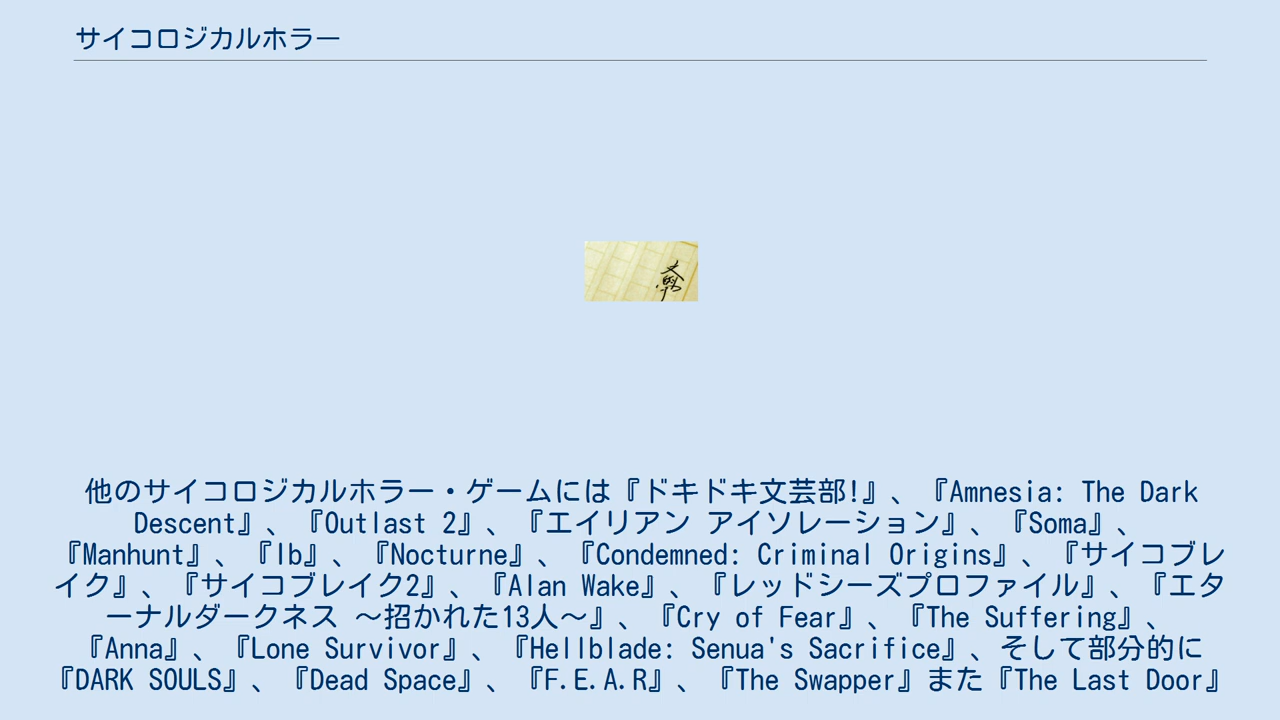 サイコロジカルホラー
他のサイコロジカルホラー・ゲームには『ドキドキ文芸部!』、『Amnesia: The Dark
Descent』、『Outlast 2』、『エイリアン アイソレーション』、『Soma』、
『Manhunt』、『Ib』、『Nocturne』、『Condemned: Criminal Origins』、『サイコブレ
イク』、『サイコブレイク2』、『Alan Wake』、『レッドシーズプロファイル』、『エタ
ーナルダークネス ～招かれた13人～』、『Cry of Fear』、『The Suffering』、
『Anna』、『Lone Survivor』、『Hellblade: Senua's Sacrifice』、そして部分的に
『DARK SOULS』、『Dead Space』、『F.E.A.R』、『The Swapper』また『The Last Door』